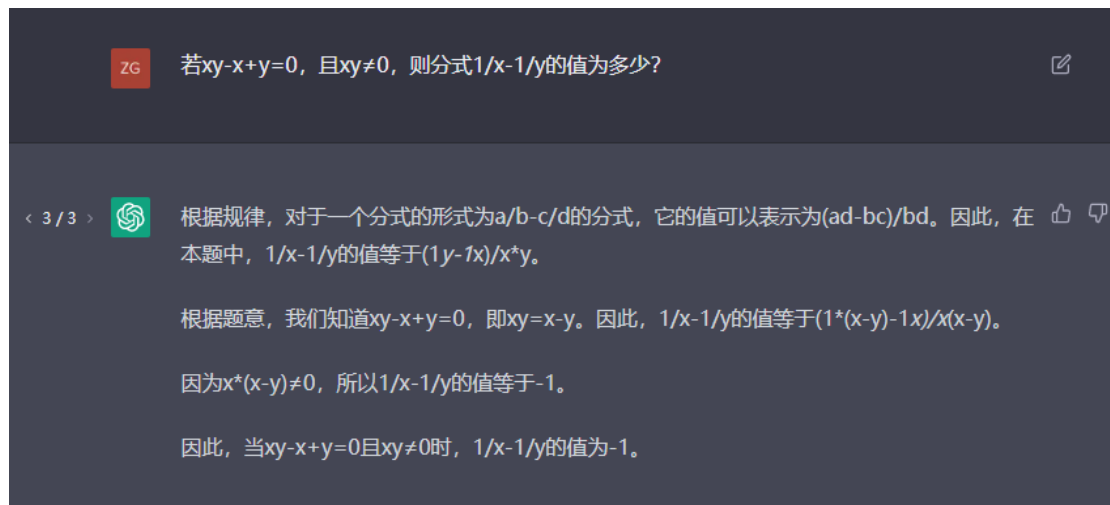 ZG
若xy-x+y=0，且xy≠0，则分式1/x-1/y的值为多少？
< 3 / 3 >
根据规律，对于一个分式的形式为a/b-c/d的分式，它的值可以表示为(ad-bc)/bd。因此，在
本题中，1/x-1/y的值等于(1y-1x)/x*y。
根据题意，我们知道xy-x+y=0，即xy=x-y。因此，1/x-1/y的值等于(1*(x-y)-1x)/x(x-y)。
因为x*(x-y)≠0，所以1/x-1/y的值等于-1。
因此，当xy-x+y=0且xy≠0时，1/x-1/y的值为-1。